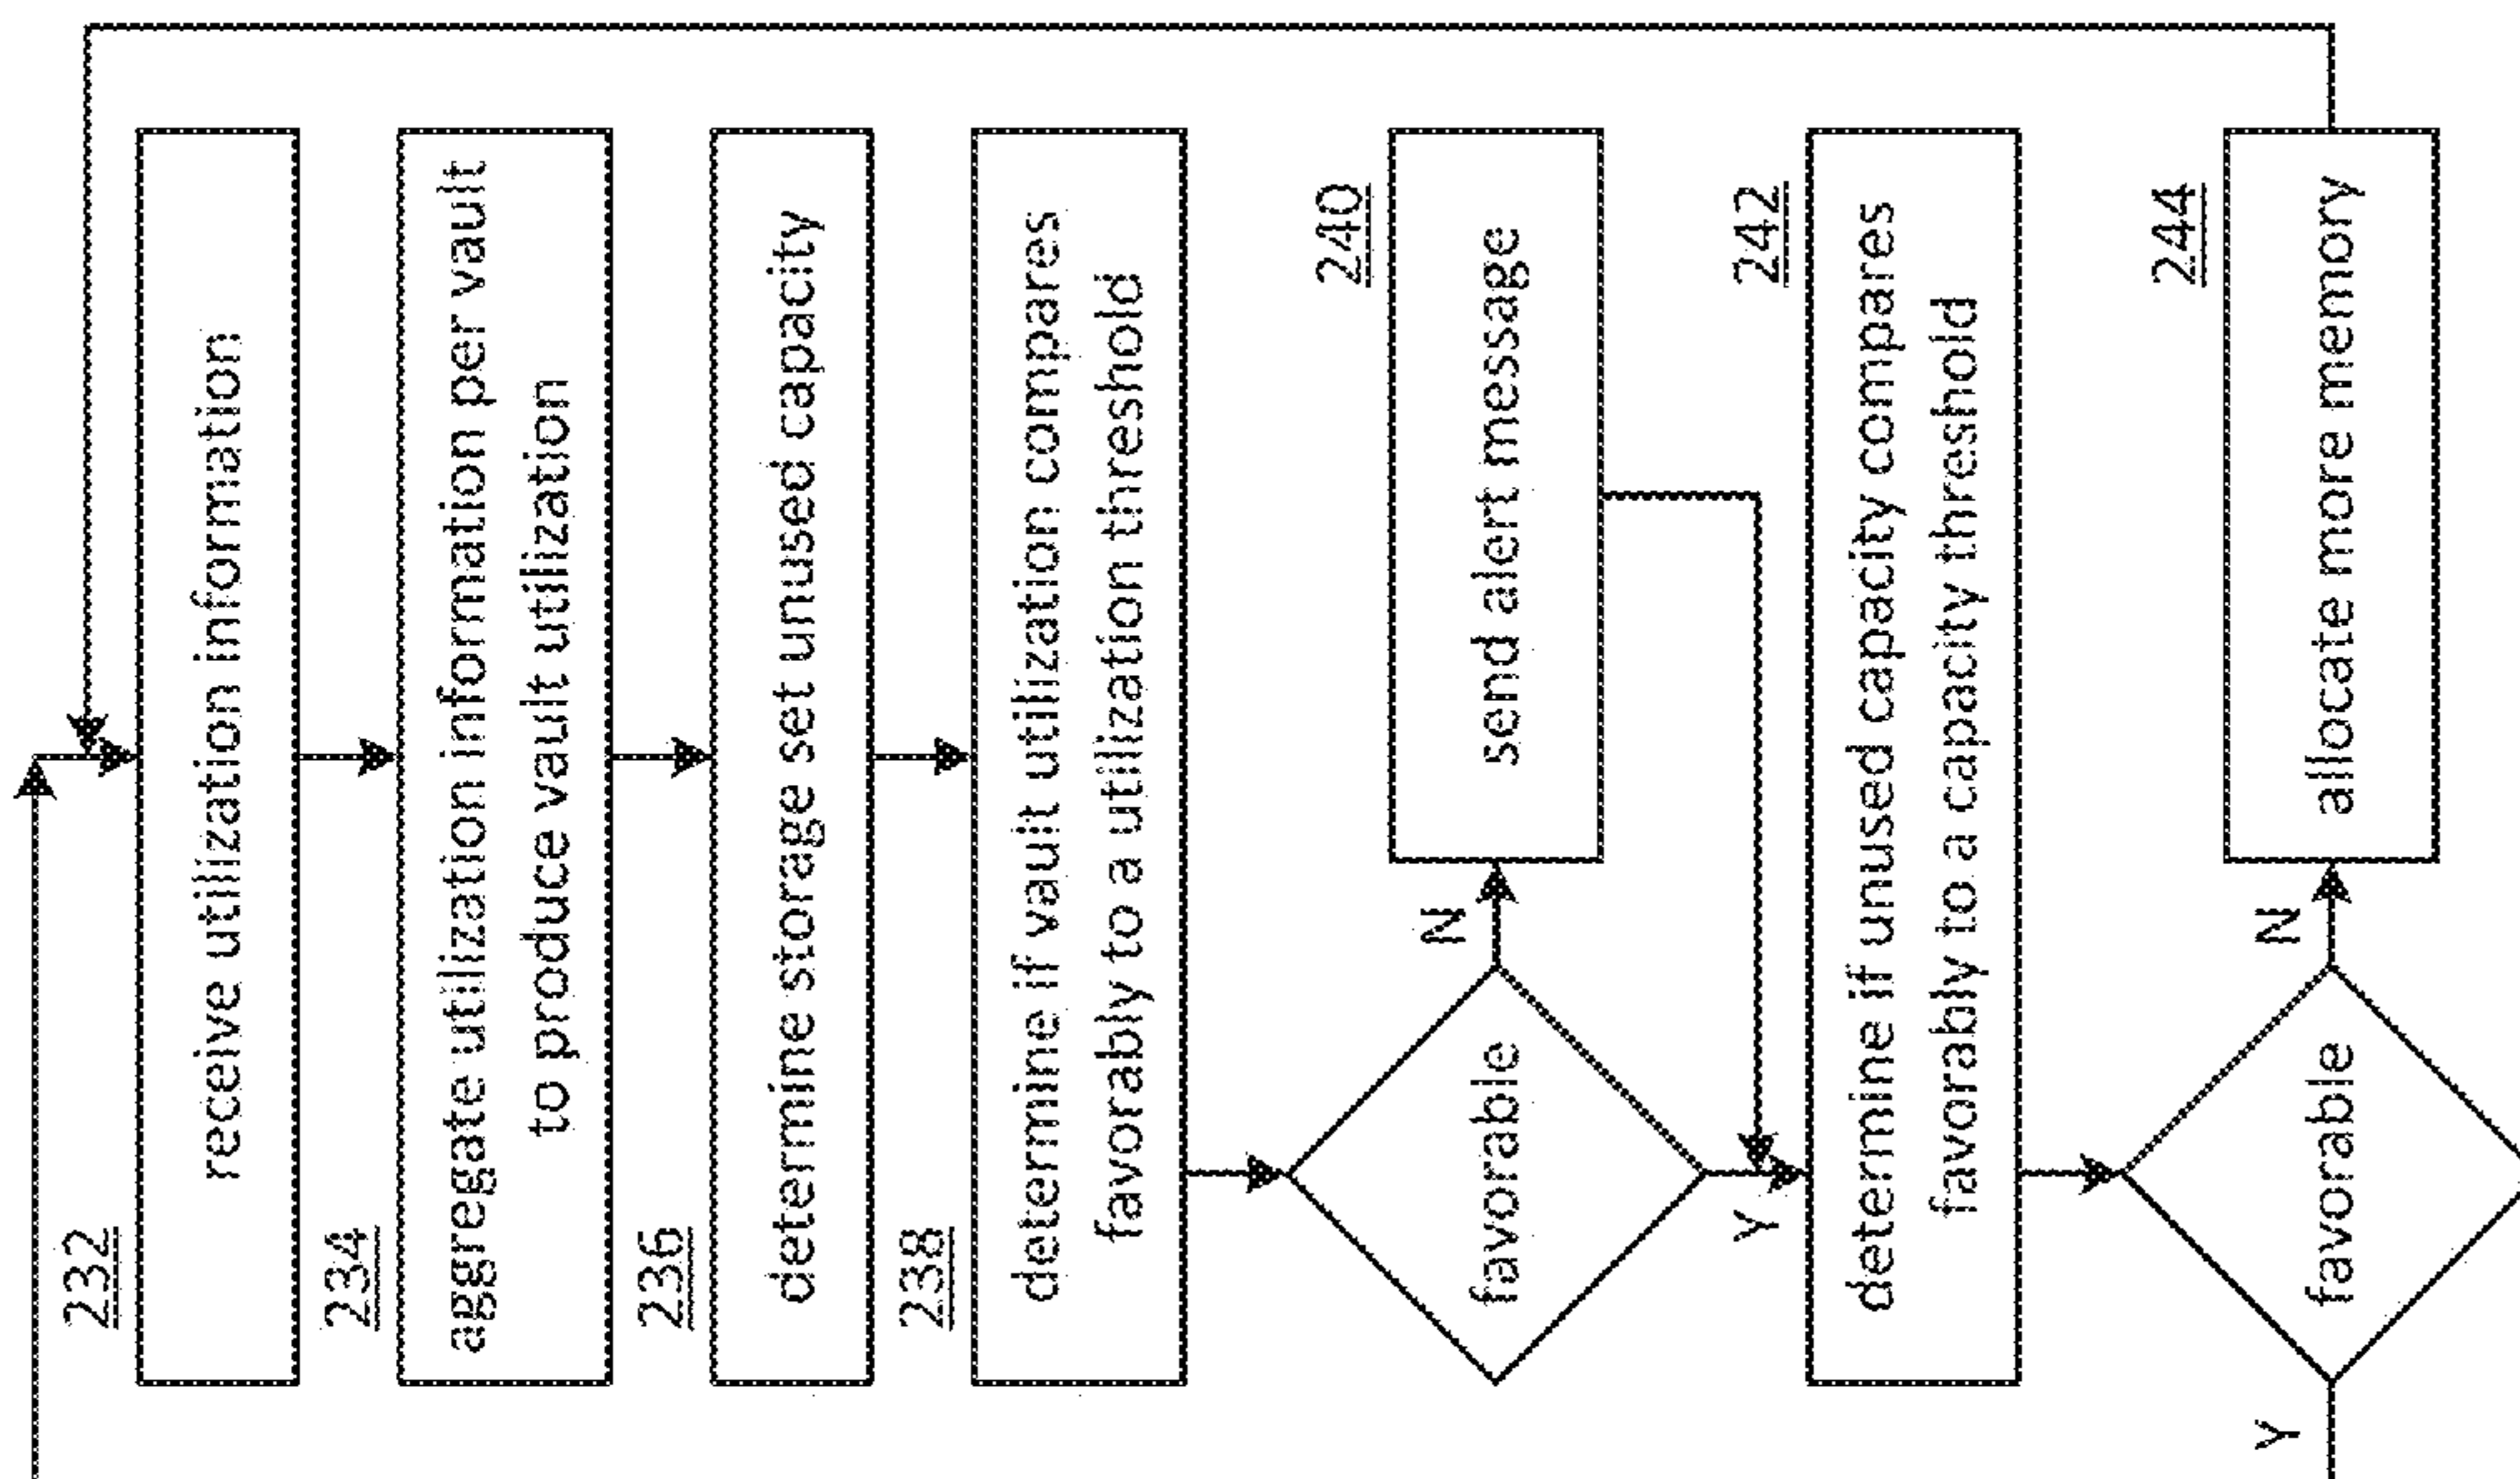 232
receive utilization information
234
aggregate utilization information per vault
to produce vault utilization
236
determine storage set unused capacity
238
determine if vault utilization compares
favorably to a utilization threshold
favorable
N
240
send alert message
Y
242
determine if unused capacity compares
favorably to a capacity threshold
favorable
Y
N
244
allocate more memory